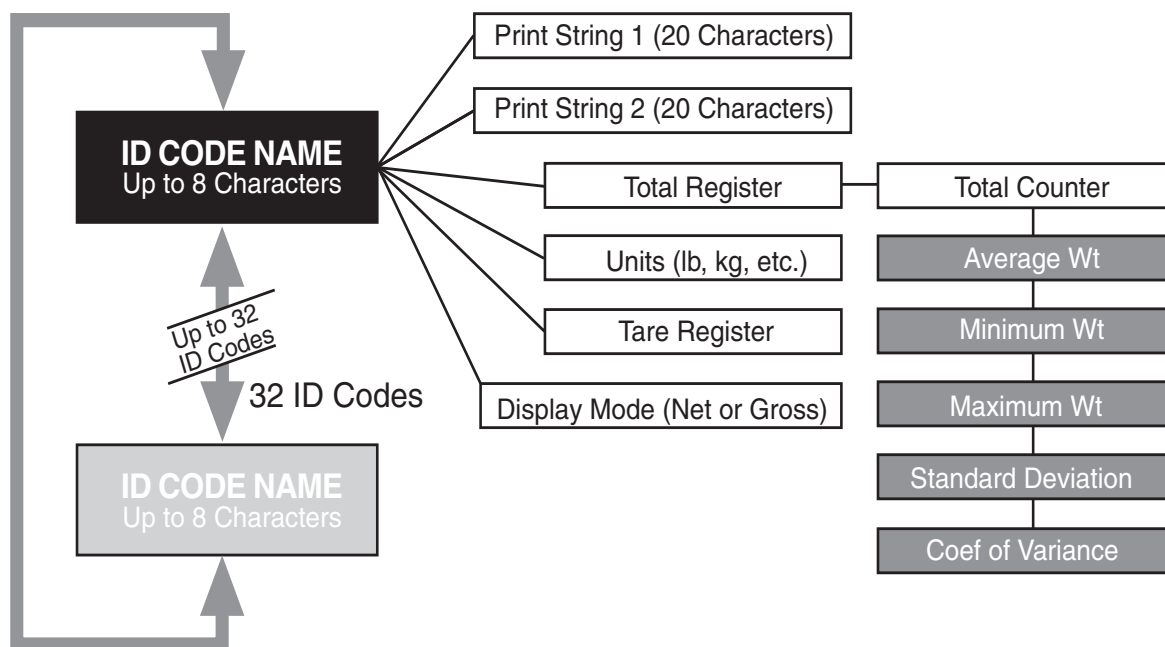 Print String 1 (20 Characters)
Print String 2 (20 Characters)
ID CODE NAME
Up to 8 Characters
Total Register
Total Counter
Units (lb, kg, etc.)
Average Wt
Tare Register
Minimum Wt
Up to 32
ID Codes
32 ID Codes
Display Mode (Net or Gross)
Maximum Wt
ID CODE NAME
Up to 8 Characters
Standard Deviation
Coef of Variance